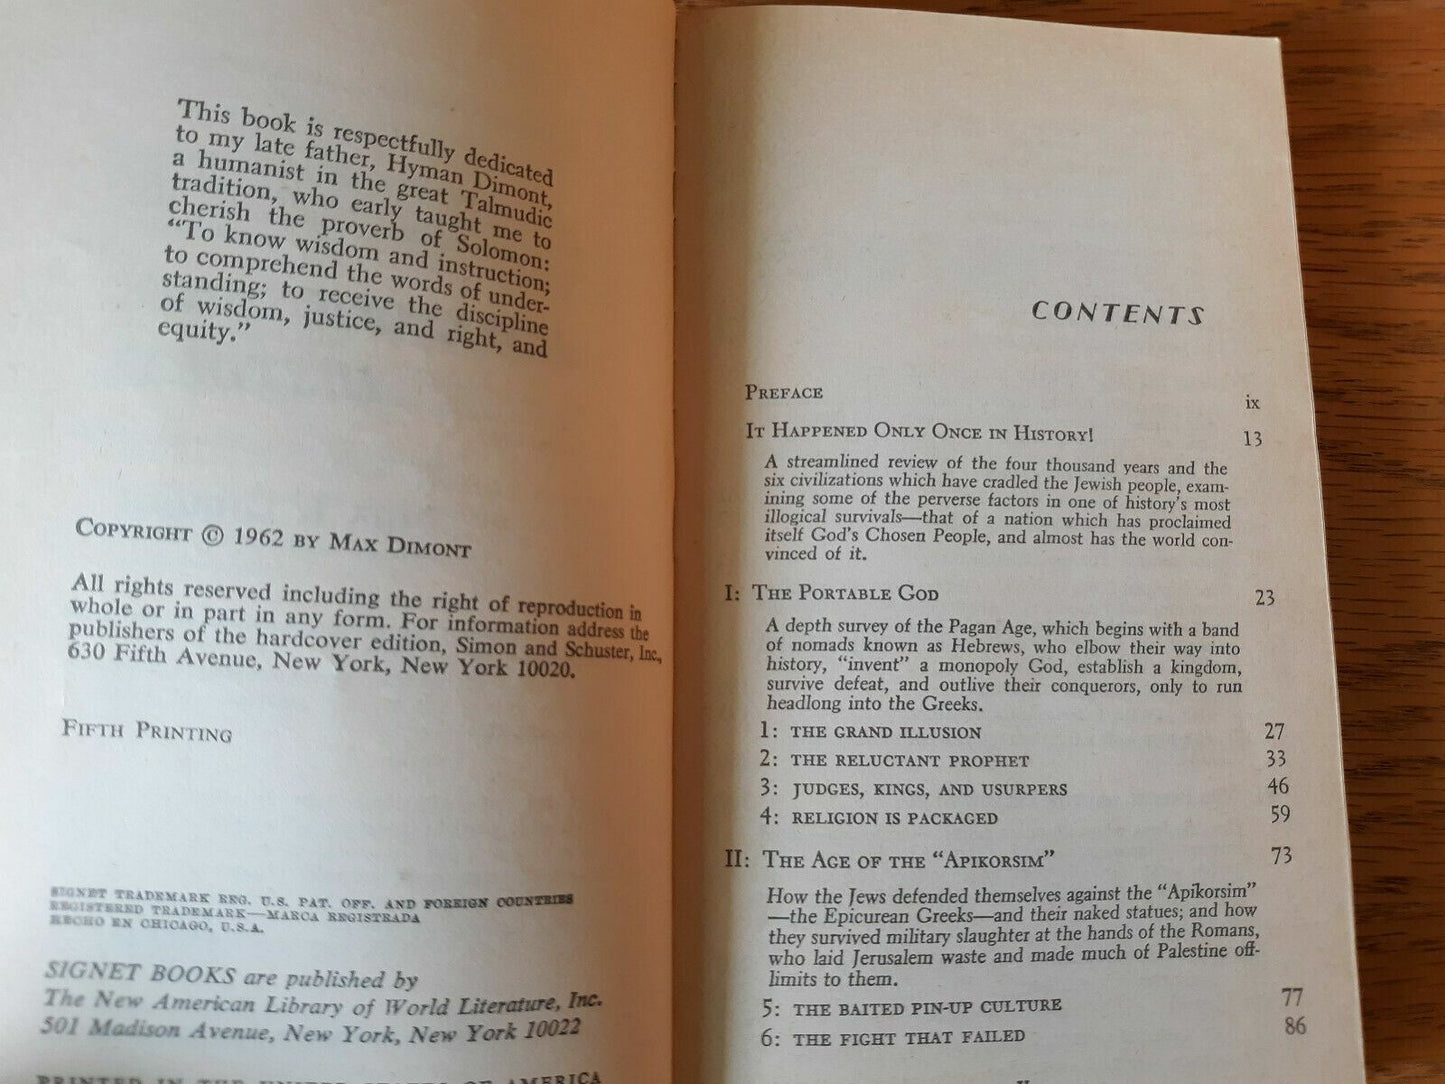 This book is respectfully dedicated
to my late father, Hyman Dimont,
a humanist in the great Talmudic
tradition, who early taught me to
cherish the proverb of Solomon:
"To know wisdom and instruction;
to comprehend the words of under-
standing; to receive the discipline
of wisdom, justice, and right, and
equity."
COPYRIGHT © 1962 BY MAX DIMONT
All rights reserved including the right of reproduction in
whole or in part in any form. For information address the
publishers of the hardcover edition, Simon and Schuster, Inc.,
630 Fifth Avenue, New York, New York 10020.
FIFTH PRINTING
SIGNET TRADEMARK REG. U.S. PAT. OFF. AND FOREIGN COUNTRIES
REGISTERED TRADEMARK—MARCA REGISTRADA
HECHO EN CHICAGO, U.S.A.
SIGNET BOOKS are published by
The New American Library of World Literature, Inc.
501 Madison Avenue, New York, New York 10022
PRINTED IN THE UNITED STATES OF AMERICA
CONTENTS
PREFACE ix
IT HAPPENED ONLY ONCE IN HISTORY! 13
A streamlined review of the four thousand years and the
six civilizations which have cradled the Jewish people, exam-
ining some of the perverse factors in one of history's most
illogical survivals—that of a nation which has proclaimed
itself God's Chosen People, and almost has the world con-
vinced of it.
I: THE PORTABLE GOD 23
A depth survey of the Pagan Age, which begins with a band
of nomads known as Hebrews, who elbow their way into
history, "invent" a monopoly God, establish a kingdom,
survive defeat, and outlive their conquerors, only to run
headlong into the Greeks.
1: THE GRAND ILLUSION 27
2: THE RELUCTANT PROPHET 33
3: JUDGES, KINGS, AND USURPERS 46
4: RELIGION IS PACKAGED 59
II: THE AGE OF THE "APIKORSIM" 73
How the Jews defended themselves against the "Apikorsim"
—the Epicurean Greeks—and their naked statues; and how
they survived military slaughter at the hands of the Romans,
who laid Jerusalem waste and made much of Palestine off-
limits to them.
5: THE BAITED PIN-UP CULTURE 77
6: THE FIGHT THAT FAILED 86
v